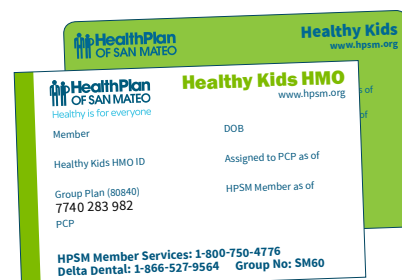 HealthPlan
OF SAN MATEO
Healthy Kids
www.hpsm.org
s of
of
HealthPlan
OF SAN MATEO
Healthy is for everyone
Healthy Kids HMO
www.hpsm.org
Member
DOB
Healthy Kids HMO ID
Assigned to PCP as of
Group Plan (80840)
7740 283 982
HPSM Member as of
PCP
HPSM Member Services: 1-800-750-4776
Delta Dental: 1-866-527-9564 Group No: SM60